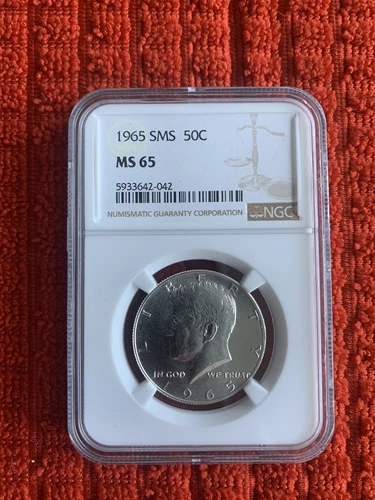 1965 SMS 50C
MS 65
5933642-042
NUMISMATIC GUARANTY CORPORATION
NGC
LIBERTY
IN GOD WE TRUST
1965